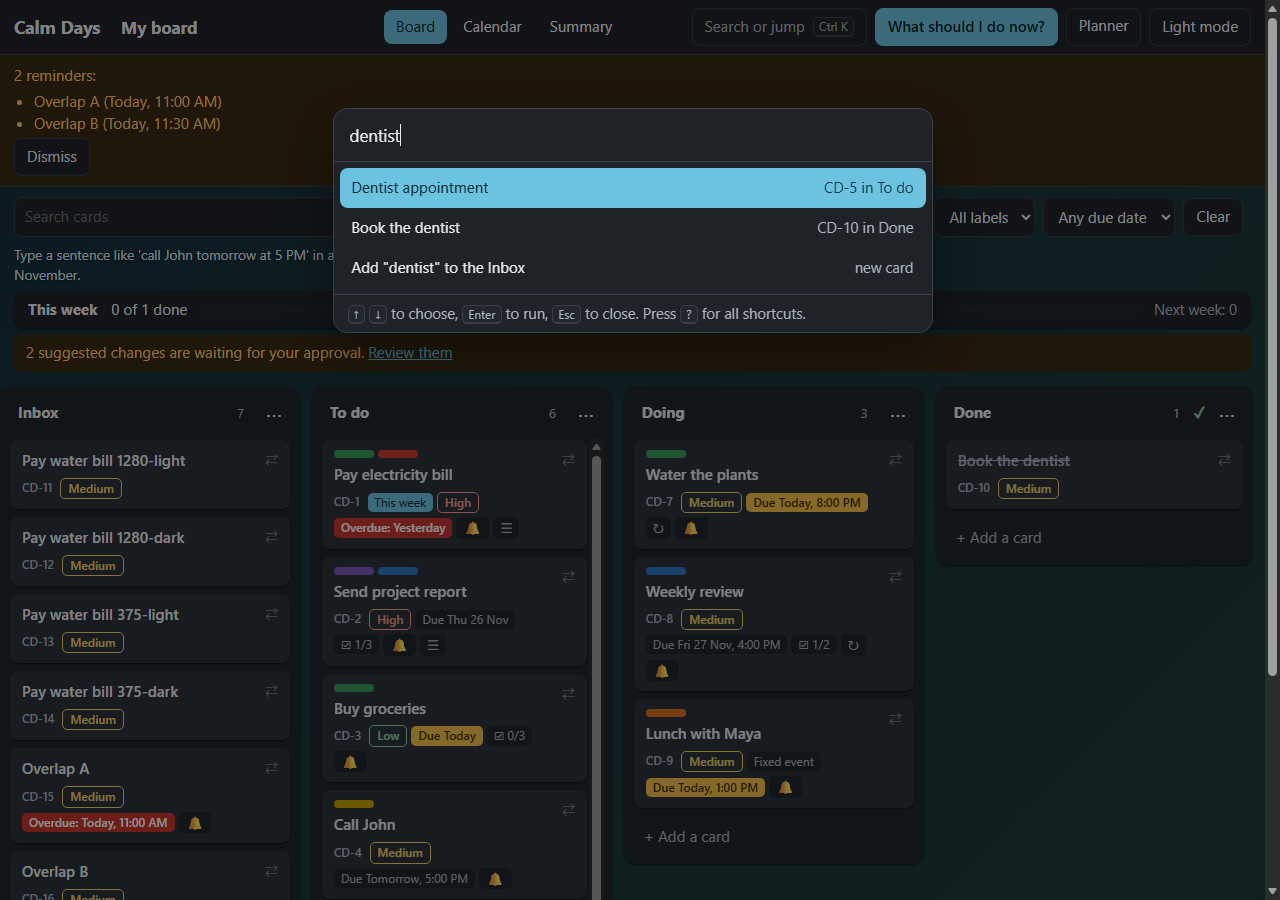 Calm Days My board Board Calendar Summary Search or jump Ctrl K What should I do now? Planner Light mode
2 reminders:
• Overlap A (Today, 11:00 AM)
• Overlap B (Today, 11:30 AM)
Dismiss
dentist
Dentist appointment CD-5 in To do
Book the dentist CD-10 in Done
Add "dentist" to the Inbox new card
↑ ↓ to choose, Enter to run, Esc to close. Press ? for all shortcuts.
Search cards All labels Any due date Clear
Type a sentence like 'call John tomorrow at 5 PM' in a
November.
This week 0 of 1 done Next week: 0
2 suggested changes are waiting for your approval. Review them
Inbox 7 ...
Pay water bill 1280-light
CD-11 Medium
Pay water bill 1280-dark
CD-12 Medium
Pay water bill 375-light
CD-13 Medium
Pay water bill 375-dark
CD-14 Medium
Overlap A
CD-15 Medium
Overdue: Today, 11:00 AM
Overlap B
CD-16 Medium
To do 6 ...
Pay electricity bill
CD-1 This week High
Overdue: Yesterday
Send project report
CD-2 High Due Thu 26 Nov
1/3
Buy groceries
CD-3 Low Due Today 0/3
Call John
CD-4 Medium
Due Tomorrow, 5:00 PM
Doing 3 ...
Water the plants
CD-7 Medium Due Today, 8:00 PM
Weekly review
CD-8 Medium
Due Fri 27 Nov, 4:00 PM 1/2
Lunch with Maya
CD-9 Medium Fixed event
Due Today, 1:00 PM
+ Add a card
Done 1 ✓ ...
Book the dentist
CD-10 Medium
+ Add a card